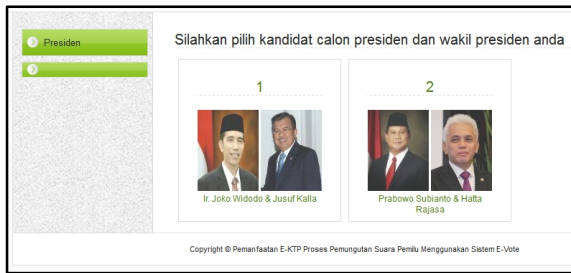 Presiden
Silahkan pilih kandidat calon presiden dan wakil presiden anda
1
2
Ir. Joko Widodo & Jusuf Kalla
Prabowo Subianto & Hatta
Rajasa
Copyright © Pemanfaatan E-KTP Proses Pemungutan Suara Pemilu Menggunakan Sistem E-Vote